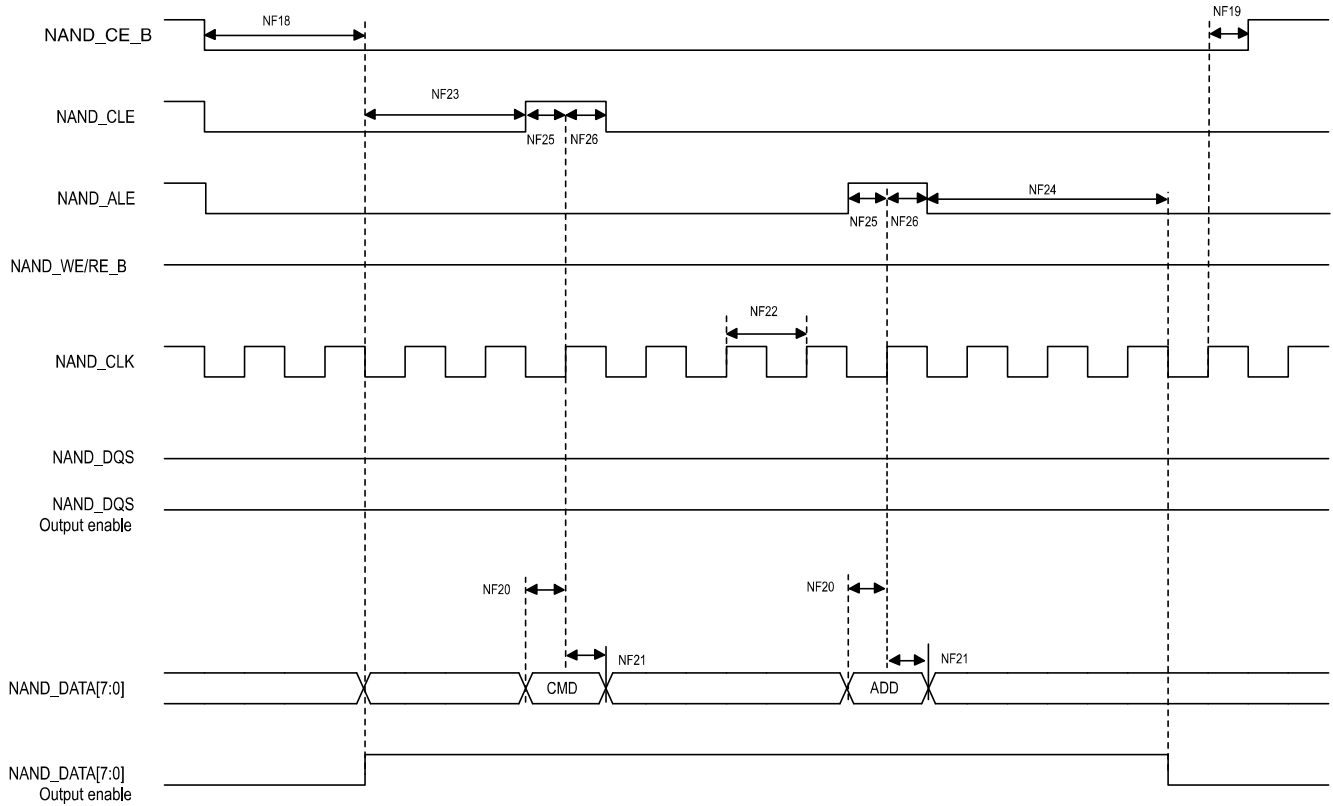 NF18
NF19
NAND_CE_B
NF23
NAND_CLE
NF25
NF26
NAND_ALE
NF24
NF25
NF26
NAND_WE/RE_B
NF22
NAND_CLK
NAND_DQS
NAND_DQS
Output enable
NF20
NF20
NF21
NF21
NAND_DATA[7:0]
CMD
ADD
NAND_DATA[7:0]
Output enable